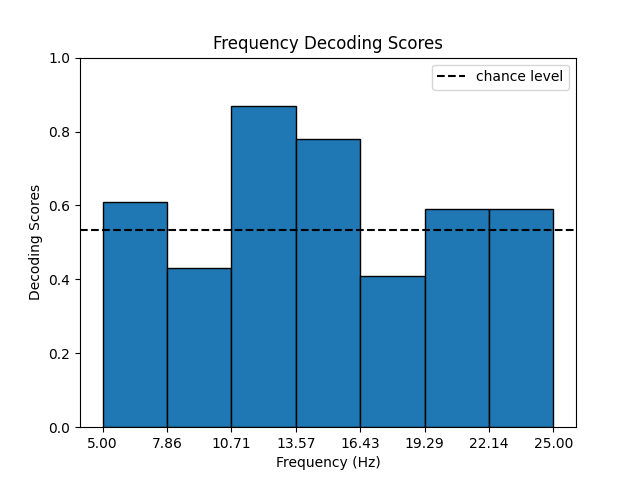 Frequency Decoding Scores
chance level
1.0
0.8
0.6
0.4
0.2
0.0
Decoding Scores
5.00 7.86 10.71 13.57 16.43 19.29 22.14 25.00
Frequency (Hz)